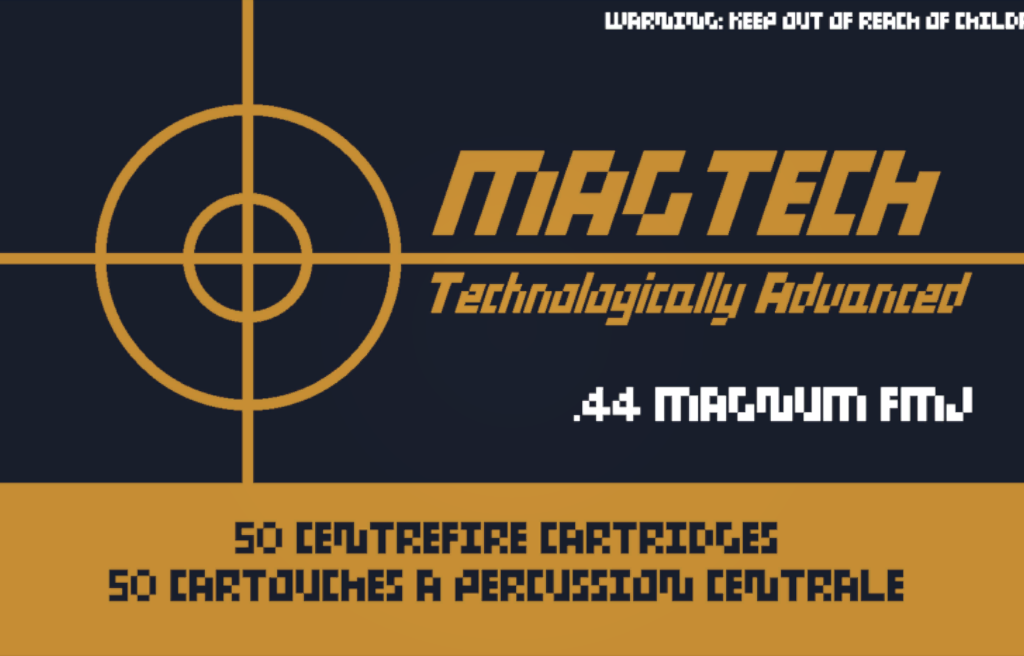 WARNING: KEEP OUT OF REACH OF CHILDR
MAGTECH
Technologically Advanced
.44 MAGNUM FMJ
50 CENTREFIRE CARTRIDGES
50 CARTOUCHES A PERCUSSION CENTRALE